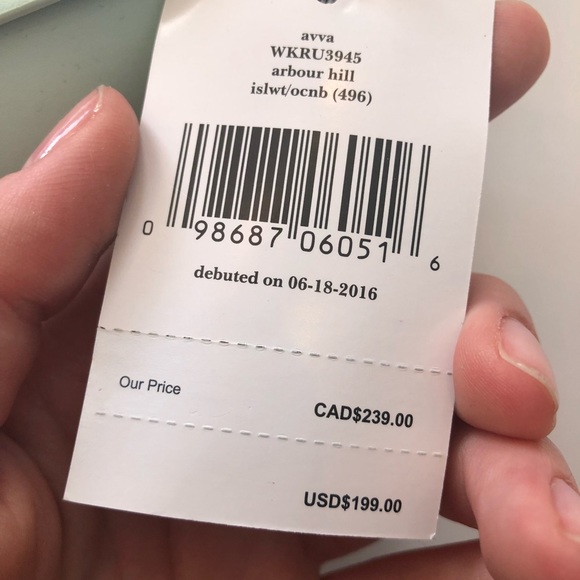 avva
WKRU3945
arbour hill
islwt/ocnb (496)
0 98687 06051 6
debuted on 06-18-2016
Our Price
CAD$239.00
USD$199.00